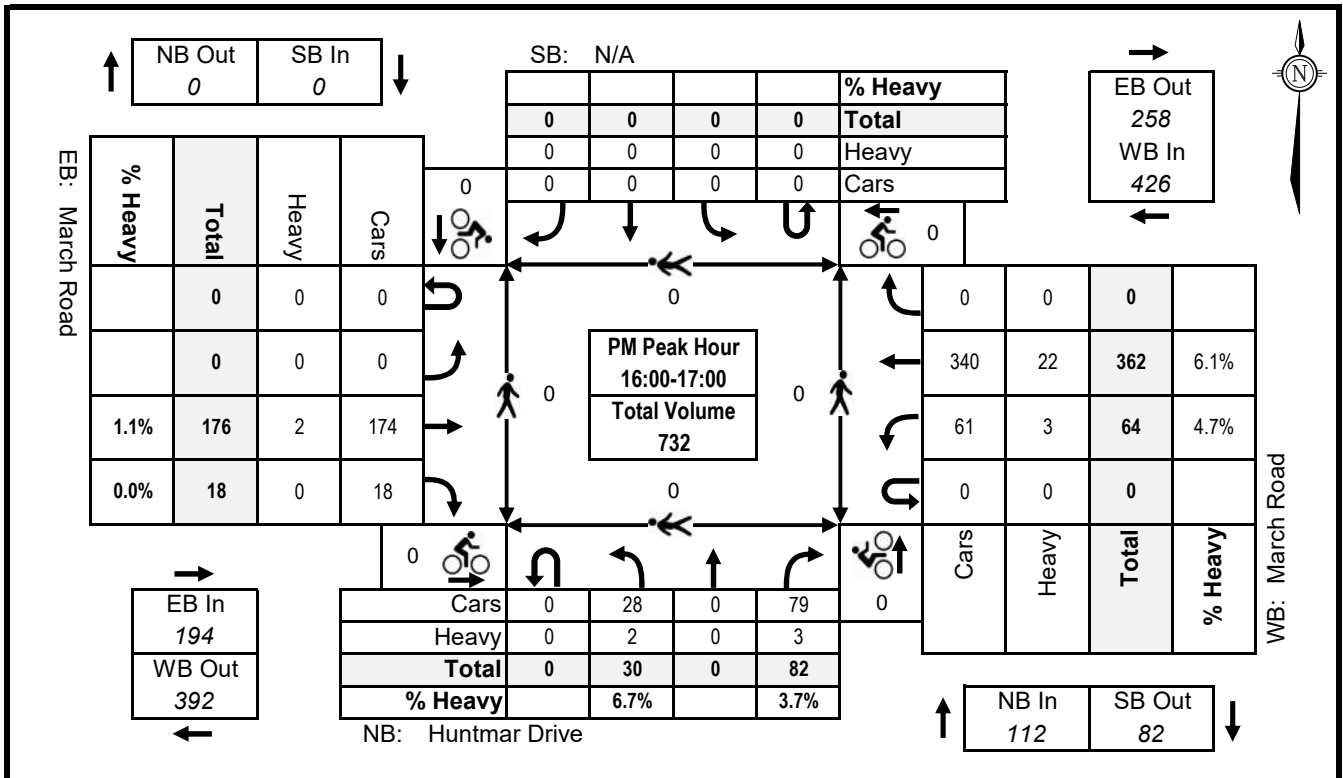 NB Out SB In
0 0
SB: N/A
% Heavy
0 0 0 0 Total
0 0 0 0 Heavy
0 0 0 0 Cars
EB Out
258
WB In
426
N
EB: March Road
% Heavy Total Heavy Cars
0 0 0
0 0 0
1.1% 176 2 174
0.0% 18 0 18
0
0
0
0
PM Peak Hour
16:00-17:00
Total Volume
732
0
0
0 0 0
340 22 362 6.1%
61 3 64 4.7%
0 0 0
Cars Heavy Total % Heavy
WB: March Road
0
0
EB In
194
WB Out
392
Cars 0 28 0 79
Heavy 0 2 0 3
Total 0 30 0 82
% Heavy 6.7% 3.7%
NB: Huntmar Drive
NB In SB Out
112 82